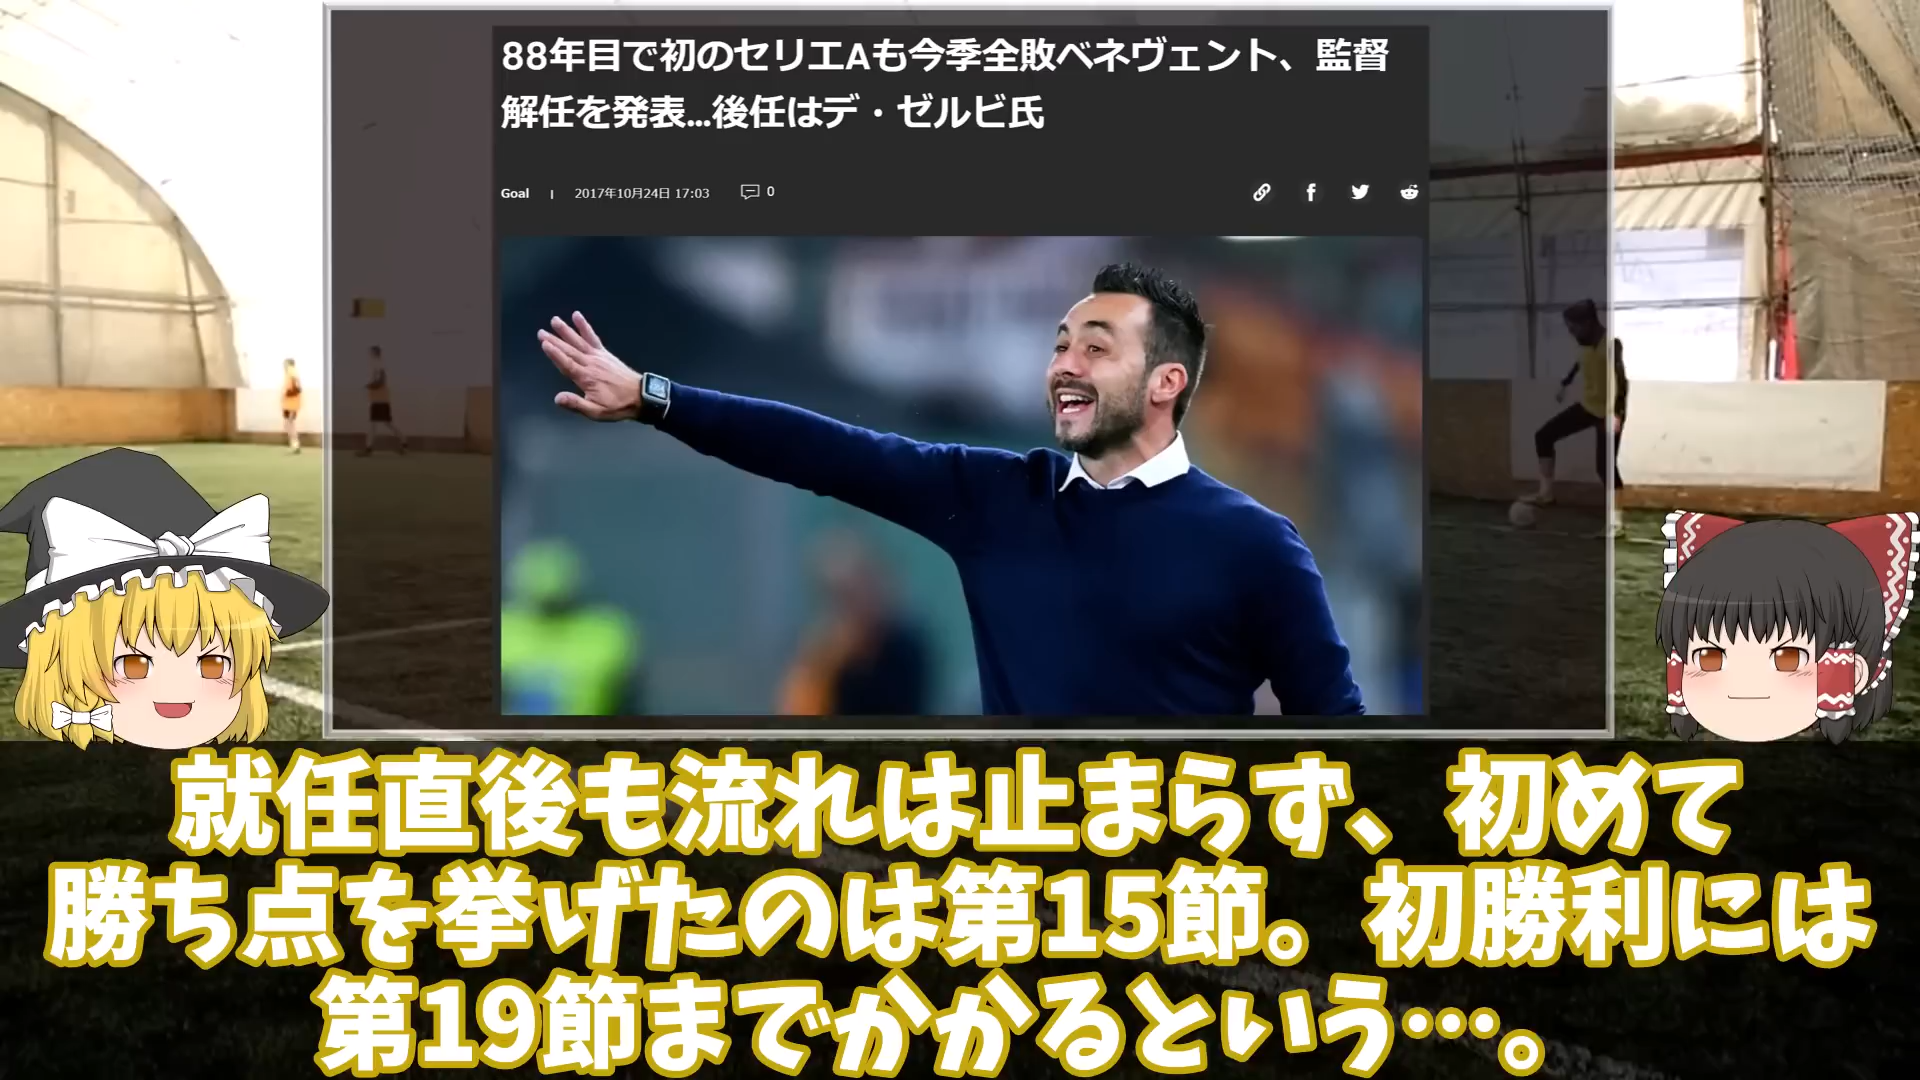 88年目で初のセリエAも今季全敗ベネヴェント、監督
解任を発表...後任はデ・ゼルビ氏
Goal | 2017年10月24日 17:03 0
就任直後も流れは止まらず、初めて
勝ち点を挙げたのは第15節。初勝利には
第19節までかかるという…。